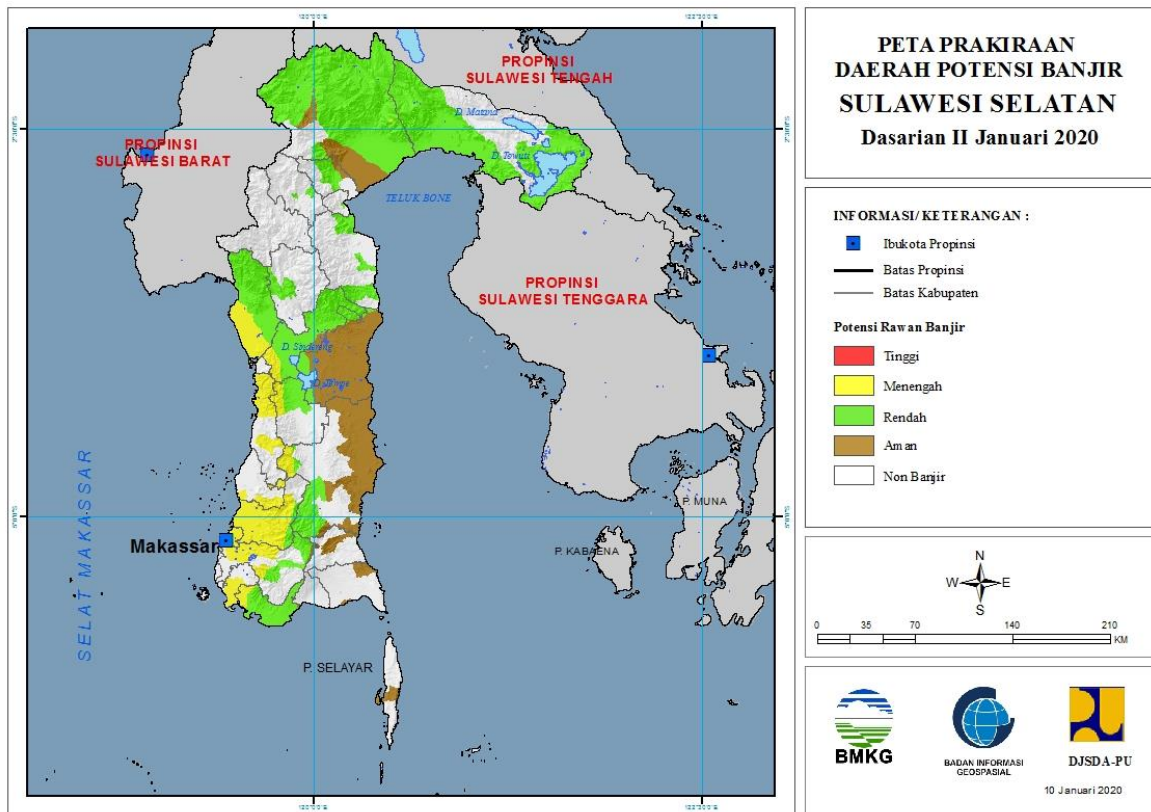 PETA PRAKIRAAN
DAERAH POTENSI BANJIR
SULAWESI SELATAN
Dasarian II Januari 2020
INFORMASI/ KETERANGAN :
Ibukota Propinsi
Batas Propinsi
Batas Kabupaten
Potensi Rawan Banjir
Tinggi
Menengah
Rendah
Aman
Non Banjir
N
W E
S
0 35 70 140 210
KM
BMKG
BADAN INFORMASI
GEOSPASIAL
DJSDA-PU
10 Januari 2020
PROPINSI
SULAWESI TENGAH
D. Matana
PROPINSI
SULAWESI BARAT
D. Towuti
TELUK BONE
PROPINSI
SULAWESI TENGGARA
D. Sindereng
D. Tempe
SELAT MAKASSAR
Makassar
P. MUNA
P. KABAENA
P. SELAYAR